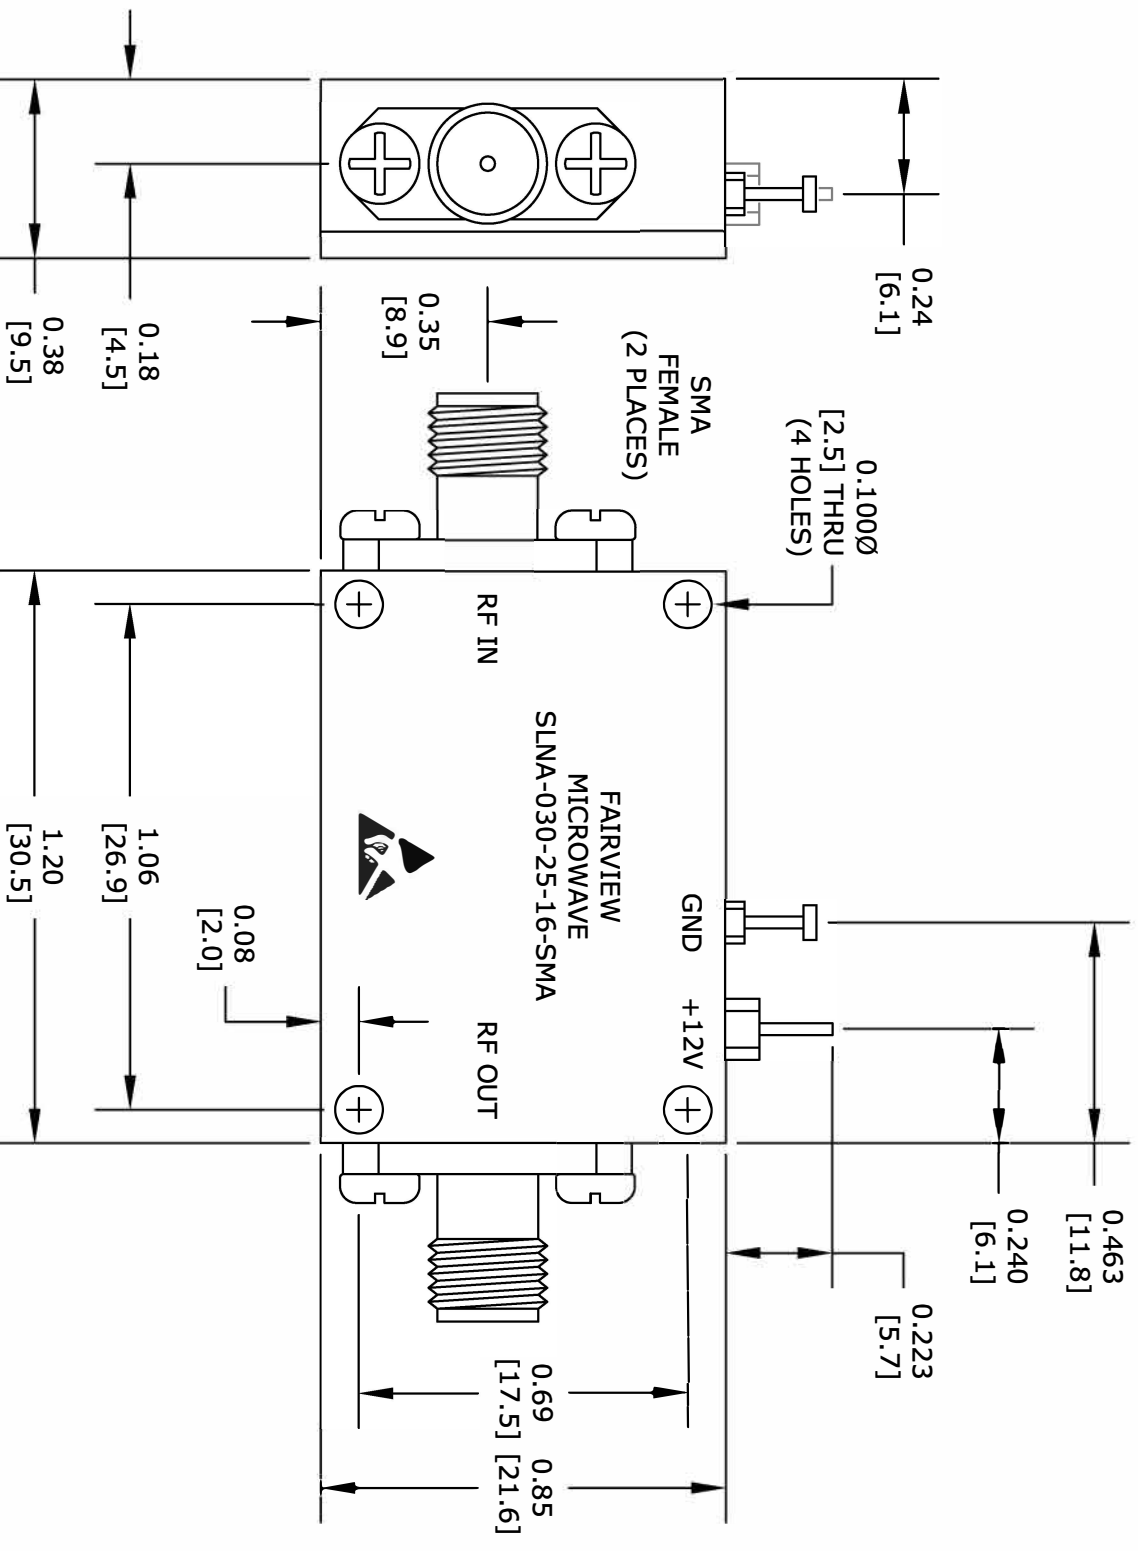 0.24
[6.1]
0.463
[11.8]
0.240
[6.1]
0.223
[5.7]
0.100Ø
[2.5] THRU
(4 HOLES)
SMA
FEMALE
(2 PLACES)
GND
+12V
FAIRVIEW
MICROWAVE
SLNA-030-25-16-SMA
RF IN
RF OUT
0.69
[17.5]
0.85
[21.6]
0.35
[8.9]
0.08
[2.0]
0.18
[4.5]
1.06
[26.9]
0.38
[9.5]
1.20
[30.5]